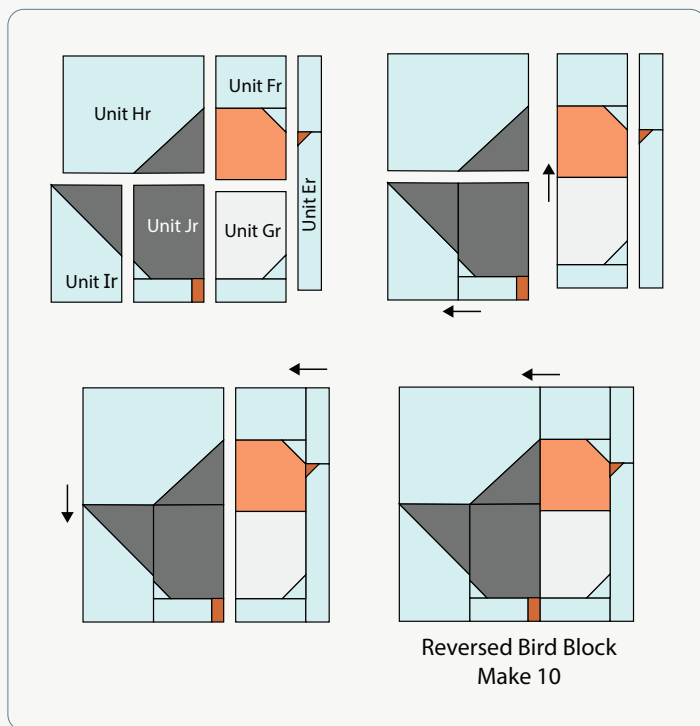 Unit Hr
Unit Fr
Unit Er
Unit Jr
Unit Gr
Unit Ir
Reversed Bird Block
Make 10